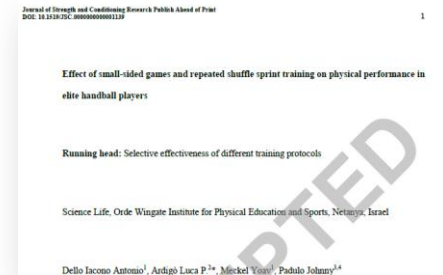 Journal of Strength and Conditioning Research Publish Ahead of Print
DOI: 10.1519/JSC.0000000000001139
1
Effect of small-sided games and repeated shuffle sprint training on physical performance in
elite handball players
Running head: Selective effectiveness of different training protocols
Science Life, Orde Wingate Institute for Physical Education and Sports, Netanya, Israel
Dello Iacono Antonio¹, Ardigò Luca P.²*, Meckel Yoav¹, Padulo Johnny³,⁴
PTED